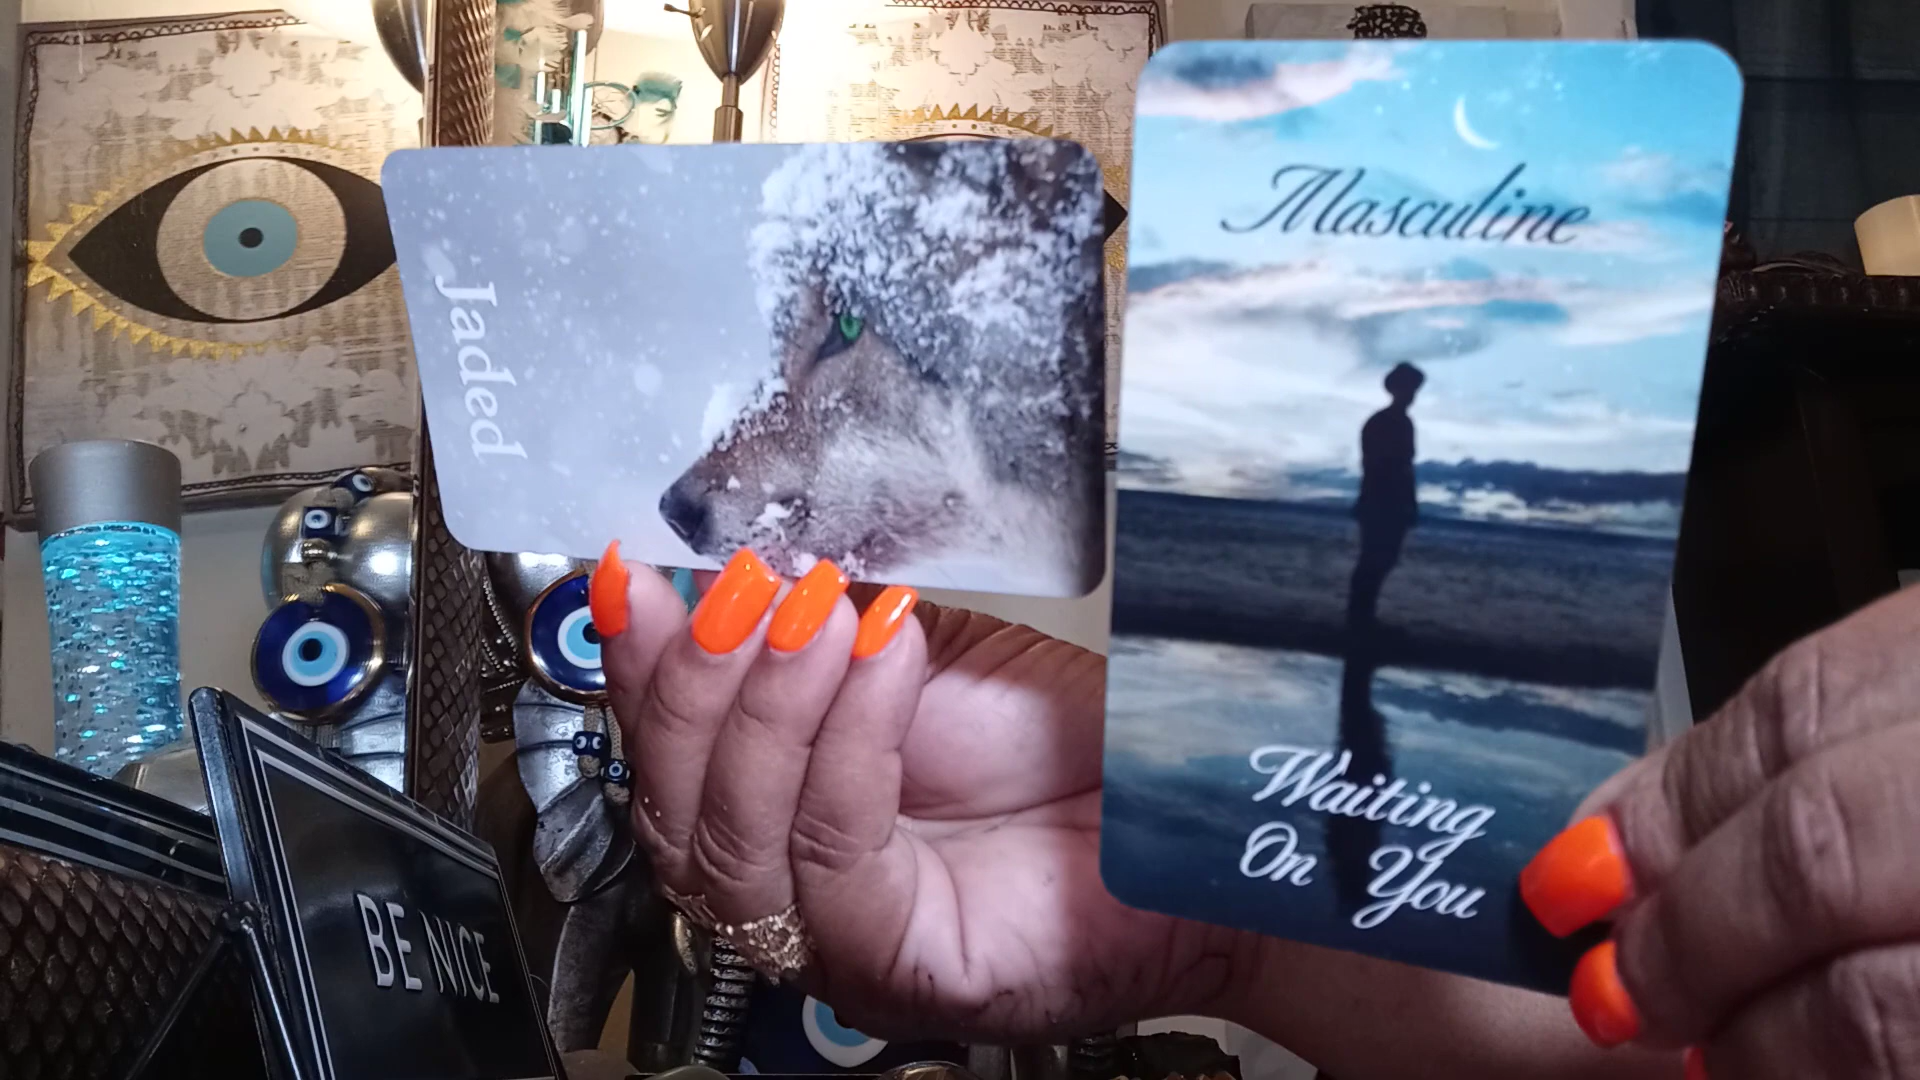 Jaded
Masculine
Waiting
On You
BE NICE